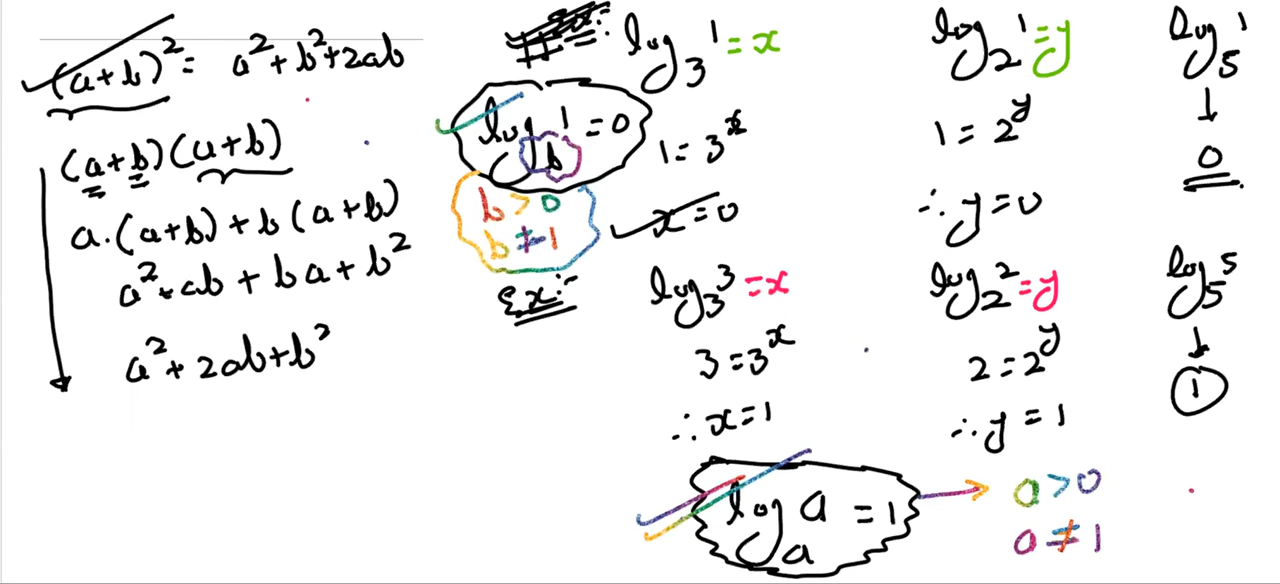 (a+b)² = a²+b²+2ab
(a+b)(a+b)
a.(a+b)+b(a+b)
a²+ab+ba+b²
a²+2ab+b²
log_b 1 = 0
b>0
b≠1
Ex:-
log_3 1 = x
1 = 3^x
x=0
log_2 1 = y
1 = 2^y
∴ y=0
log_5 1
↓
0
log_3 3 = x
3=3^x
∴ x=1
log_2 2 = y
2=2^y
∴ y=1
log_5 5
↓
1
log_a a = 1 → a>0
a≠1